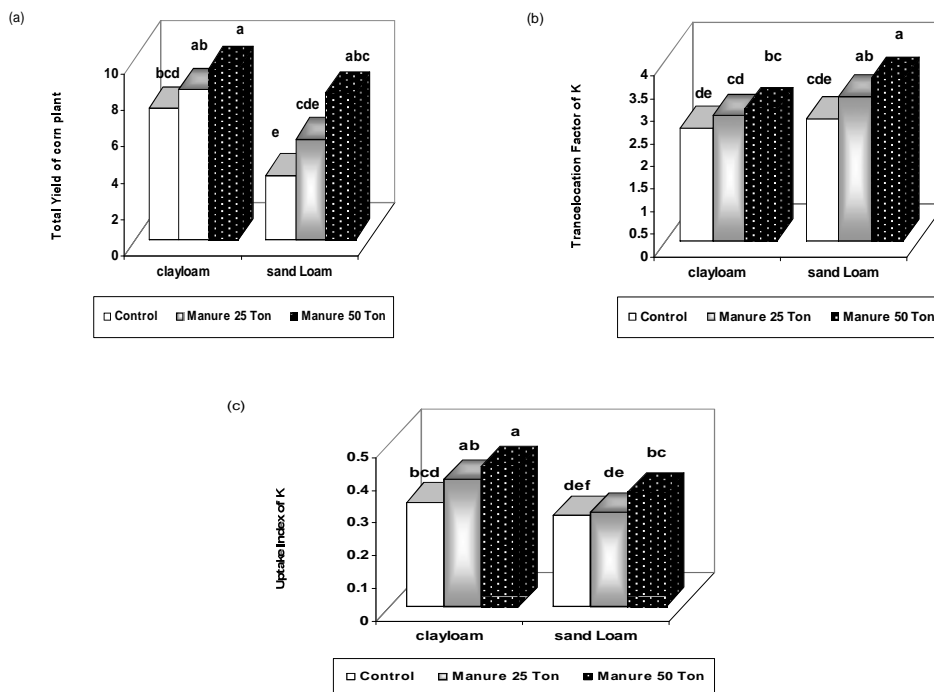 (a)
a
ab
abc
bcd
cde
e
Total Yield of corn plant
10
8
6
4
2
0
clayloam sand Loam
Control Manure 25 Ton Manure 50 Ton
(b)
a
bc
ab
cd
cde
de
Trancelocation Factor of K
4
3.5
3
2.5
2
1.5
1
0.5
0
clayloam sand Loam
Control Manure 25 Ton Manure 50 Ton
(c)
a
ab
bc
bcd
de
def
Uptake Index of K
0.5
0.4
0.3
0.2
0.1
0
clayloam sand Loam
Control Manure 25 Ton Manure 50 Ton